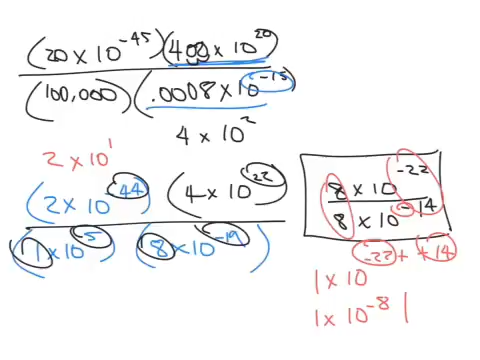 (20 x 10^-45)(400 x 10^20)
(100,000) (.0008 x 10^-15)
4 x 10^2
2 x 10^1
(2 x 10^-44) (4 x 10^22)
(1 x 10^5) (8 x 10^-19)
8 x 10^-22
8 x 10^-14
-22 + +14
1 x 10
1 x 10^-8